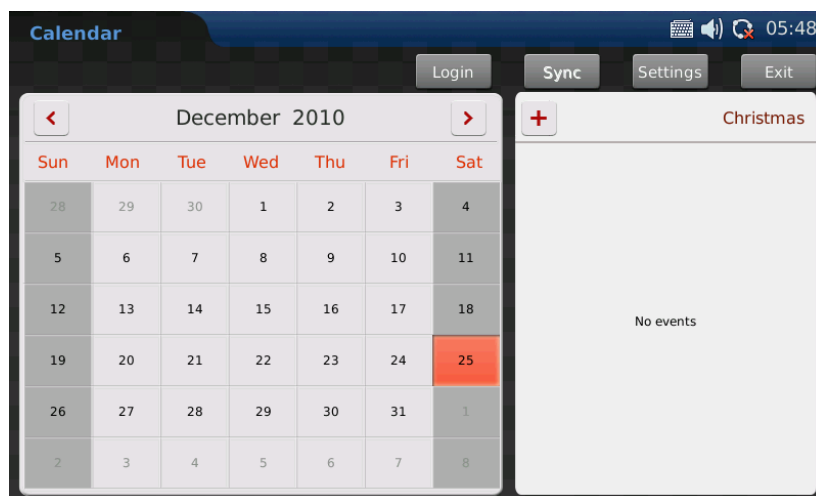 Calendar 05:48
Login Sync Settings Exit
December 2010
Sun Mon Tue Wed Thu Fri Sat
28 29 30 1 2 3 4
5 6 7 8 9 10 11
12 13 14 15 16 17 18
19 20 21 22 23 24 25
26 27 28 29 30 31 1
2 3 4 5 6 7 8
+ Christmas
No events